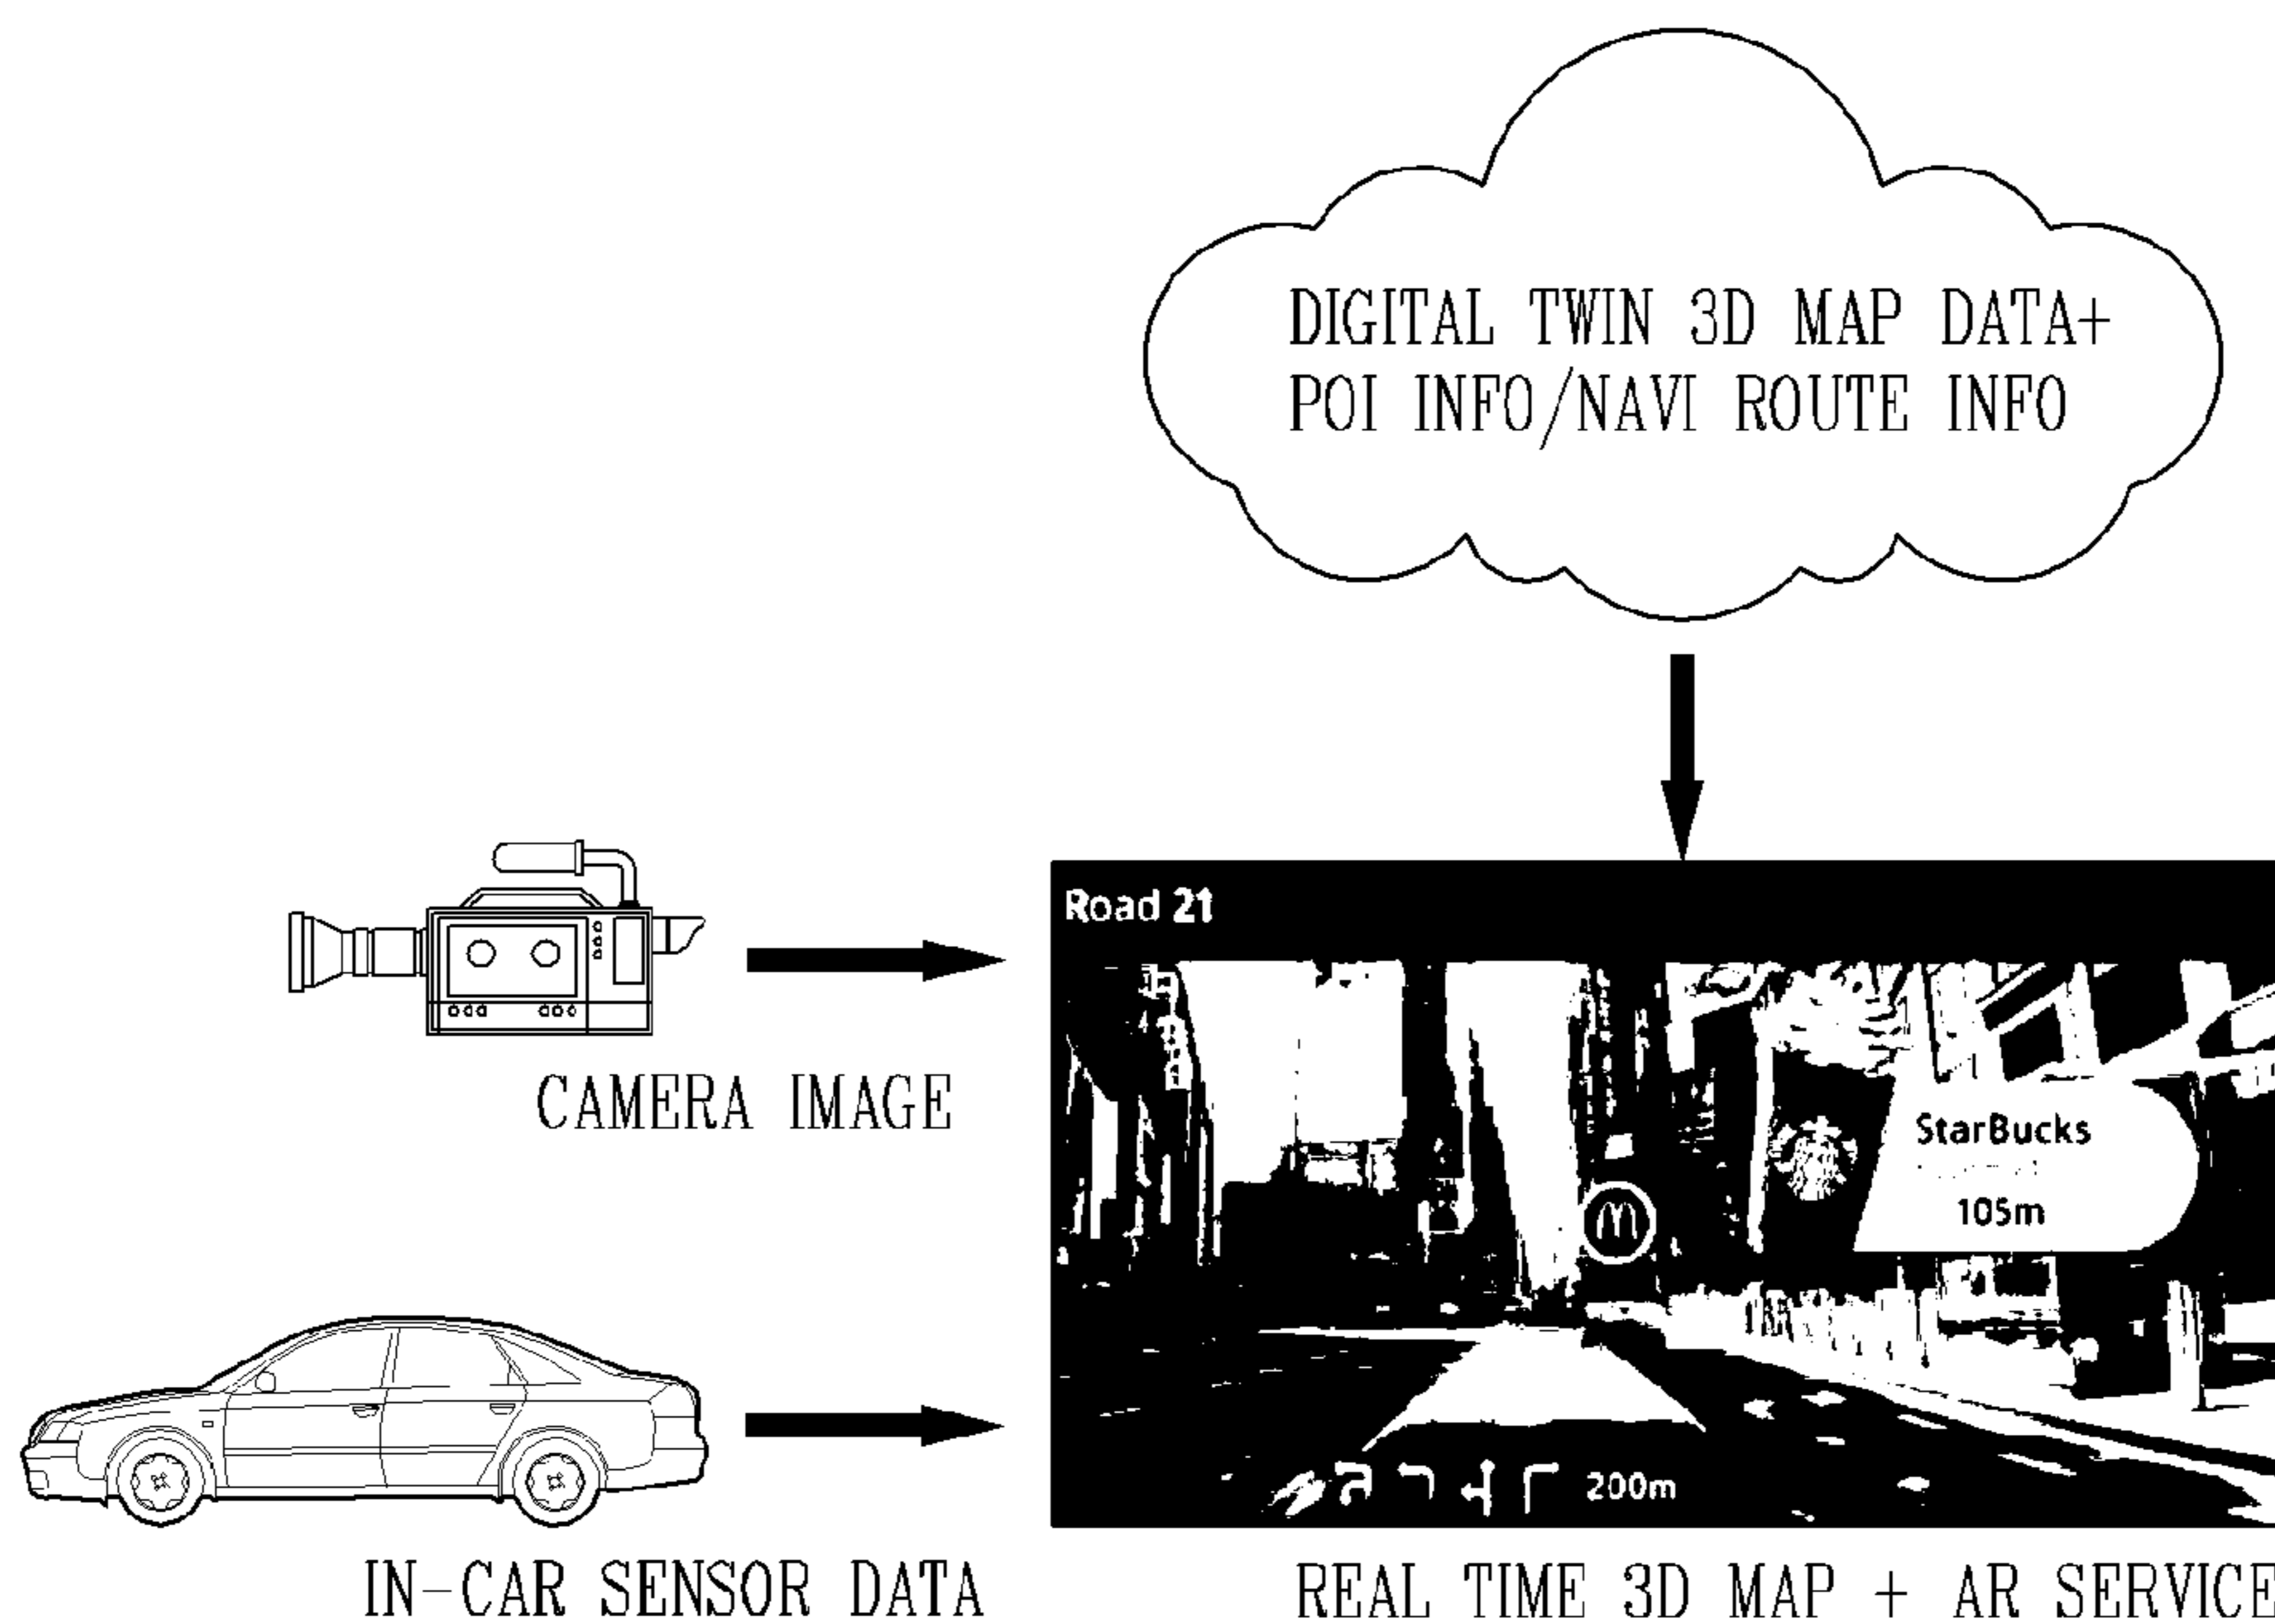 DIGITAL TWIN 3D MAP DATA+
POI INFO/NAVI ROUTE INFO
Road 21
CAMERA IMAGE
StarBucks
105m
200m
IN-CAR SENSOR DATA
REAL TIME 3D MAP + AR SERVICE